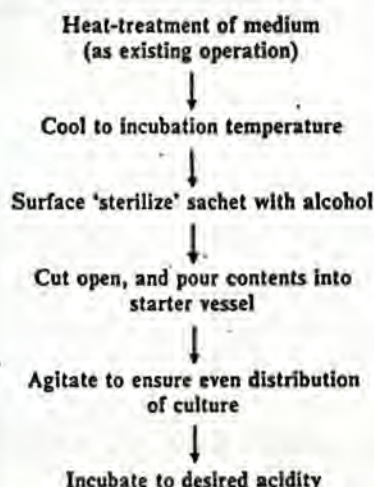 Heat-treatment of medium
(as existing operation)
Cool to incubation temperature
Surface 'sterilize' sachet with alcohol
Cut open, and pour contents into
starter vessel
Agitate to ensure even distribution
of culture
Incubate to desired acidity